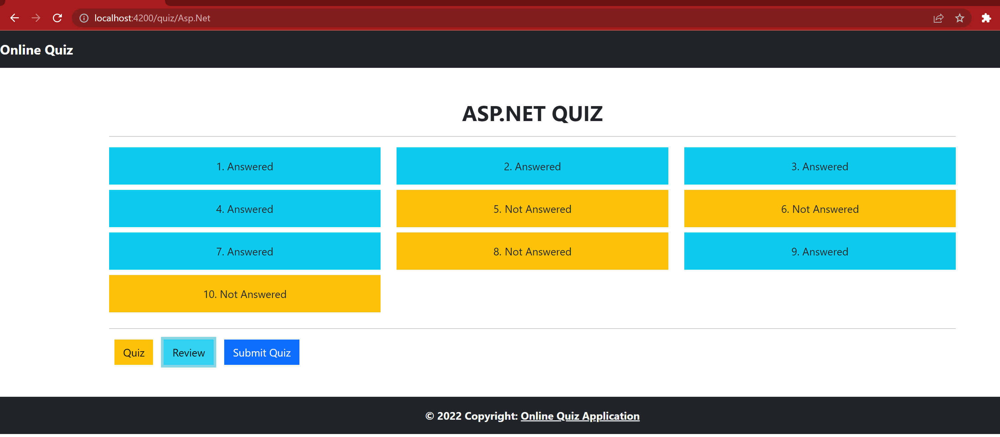 localhost:4200/quiz/Asp.Net
Online Quiz
ASP.NET QUIZ
1. Answered
2. Answered
3. Answered
4. Answered
5. Not Answered
6. Not Answered
7. Answered
8. Not Answered
9. Answered
10. Not Answered
Quiz
Review
Submit Quiz
© 2022 Copyright: Online Quiz Application